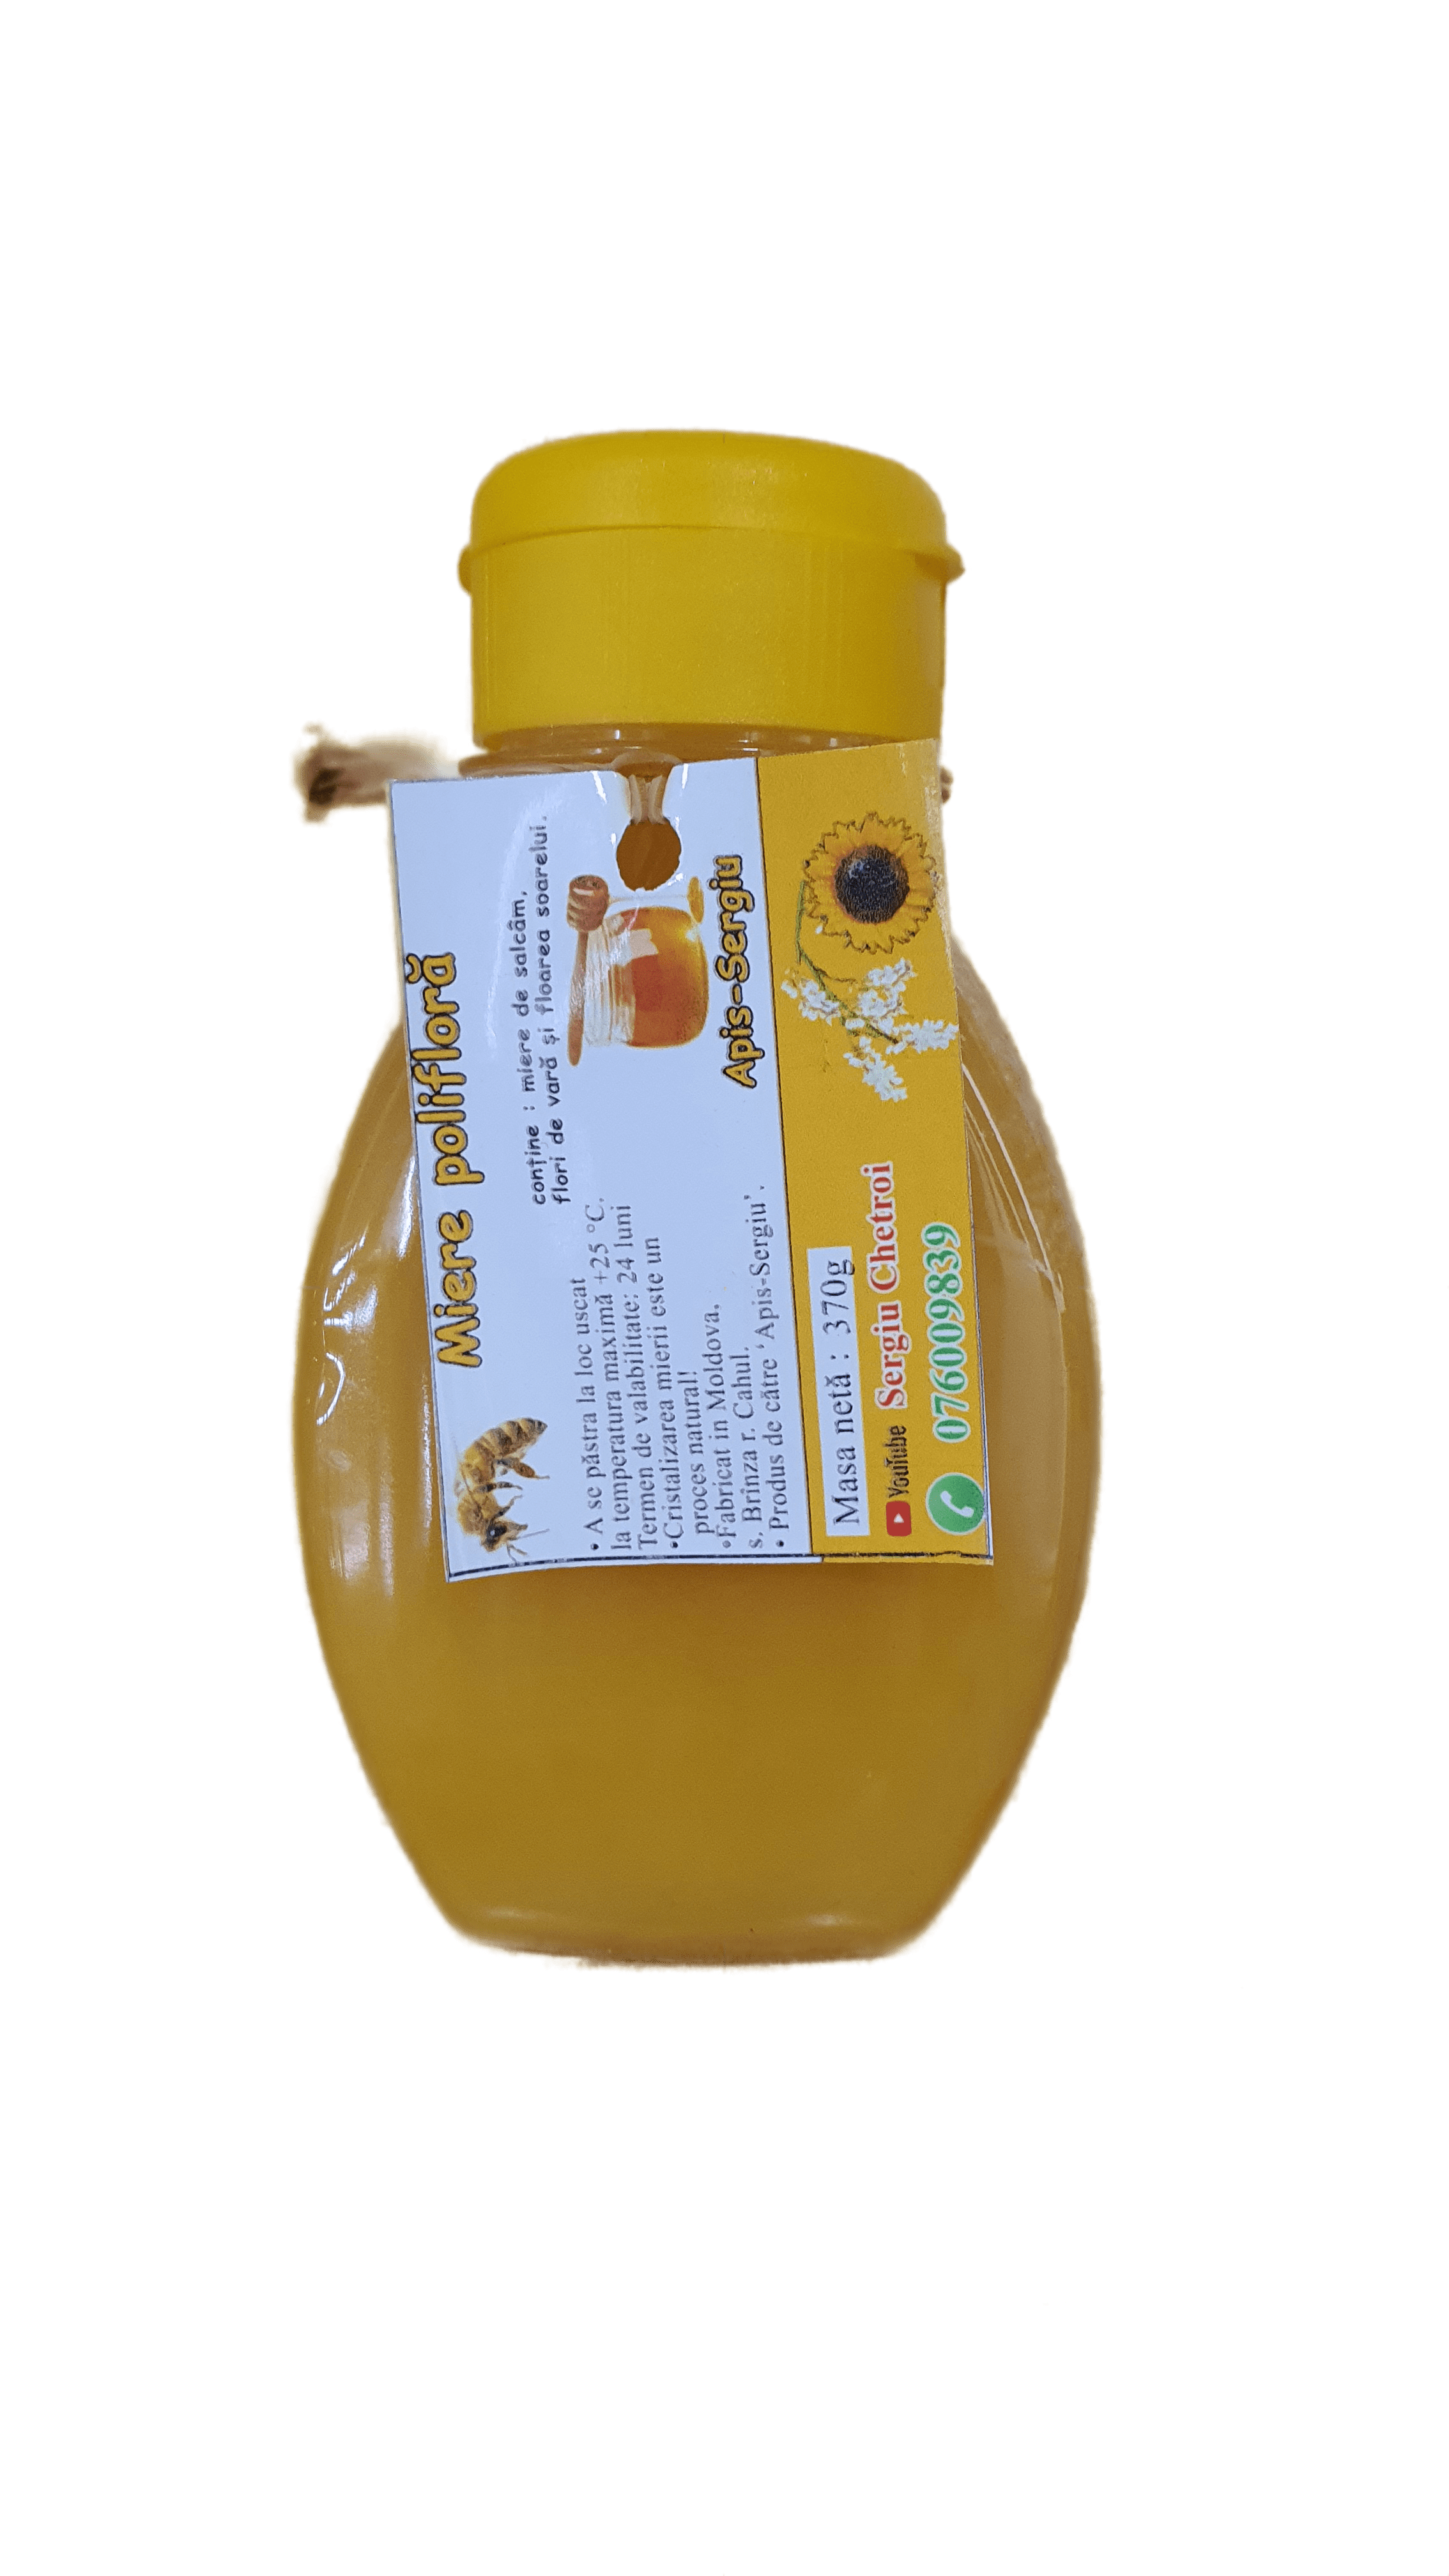 Miere polifloră
conține : miere de salcâm,
flori de vară și floarea soarelui.
• A se păstra la loc uscat
la temperatura maximă +25 °C.
Termen de valabilitate: 24 luni
•Cristalizarea mierii este un
proces natural!
•Fabricat in Moldova,
s. Brînza r. Cahul.
• Produs de către ‘Apis-Sergiu’.
Apis-Sergiu
Masa netă : 370g
YouTube Sergiu Chetroi
076009839